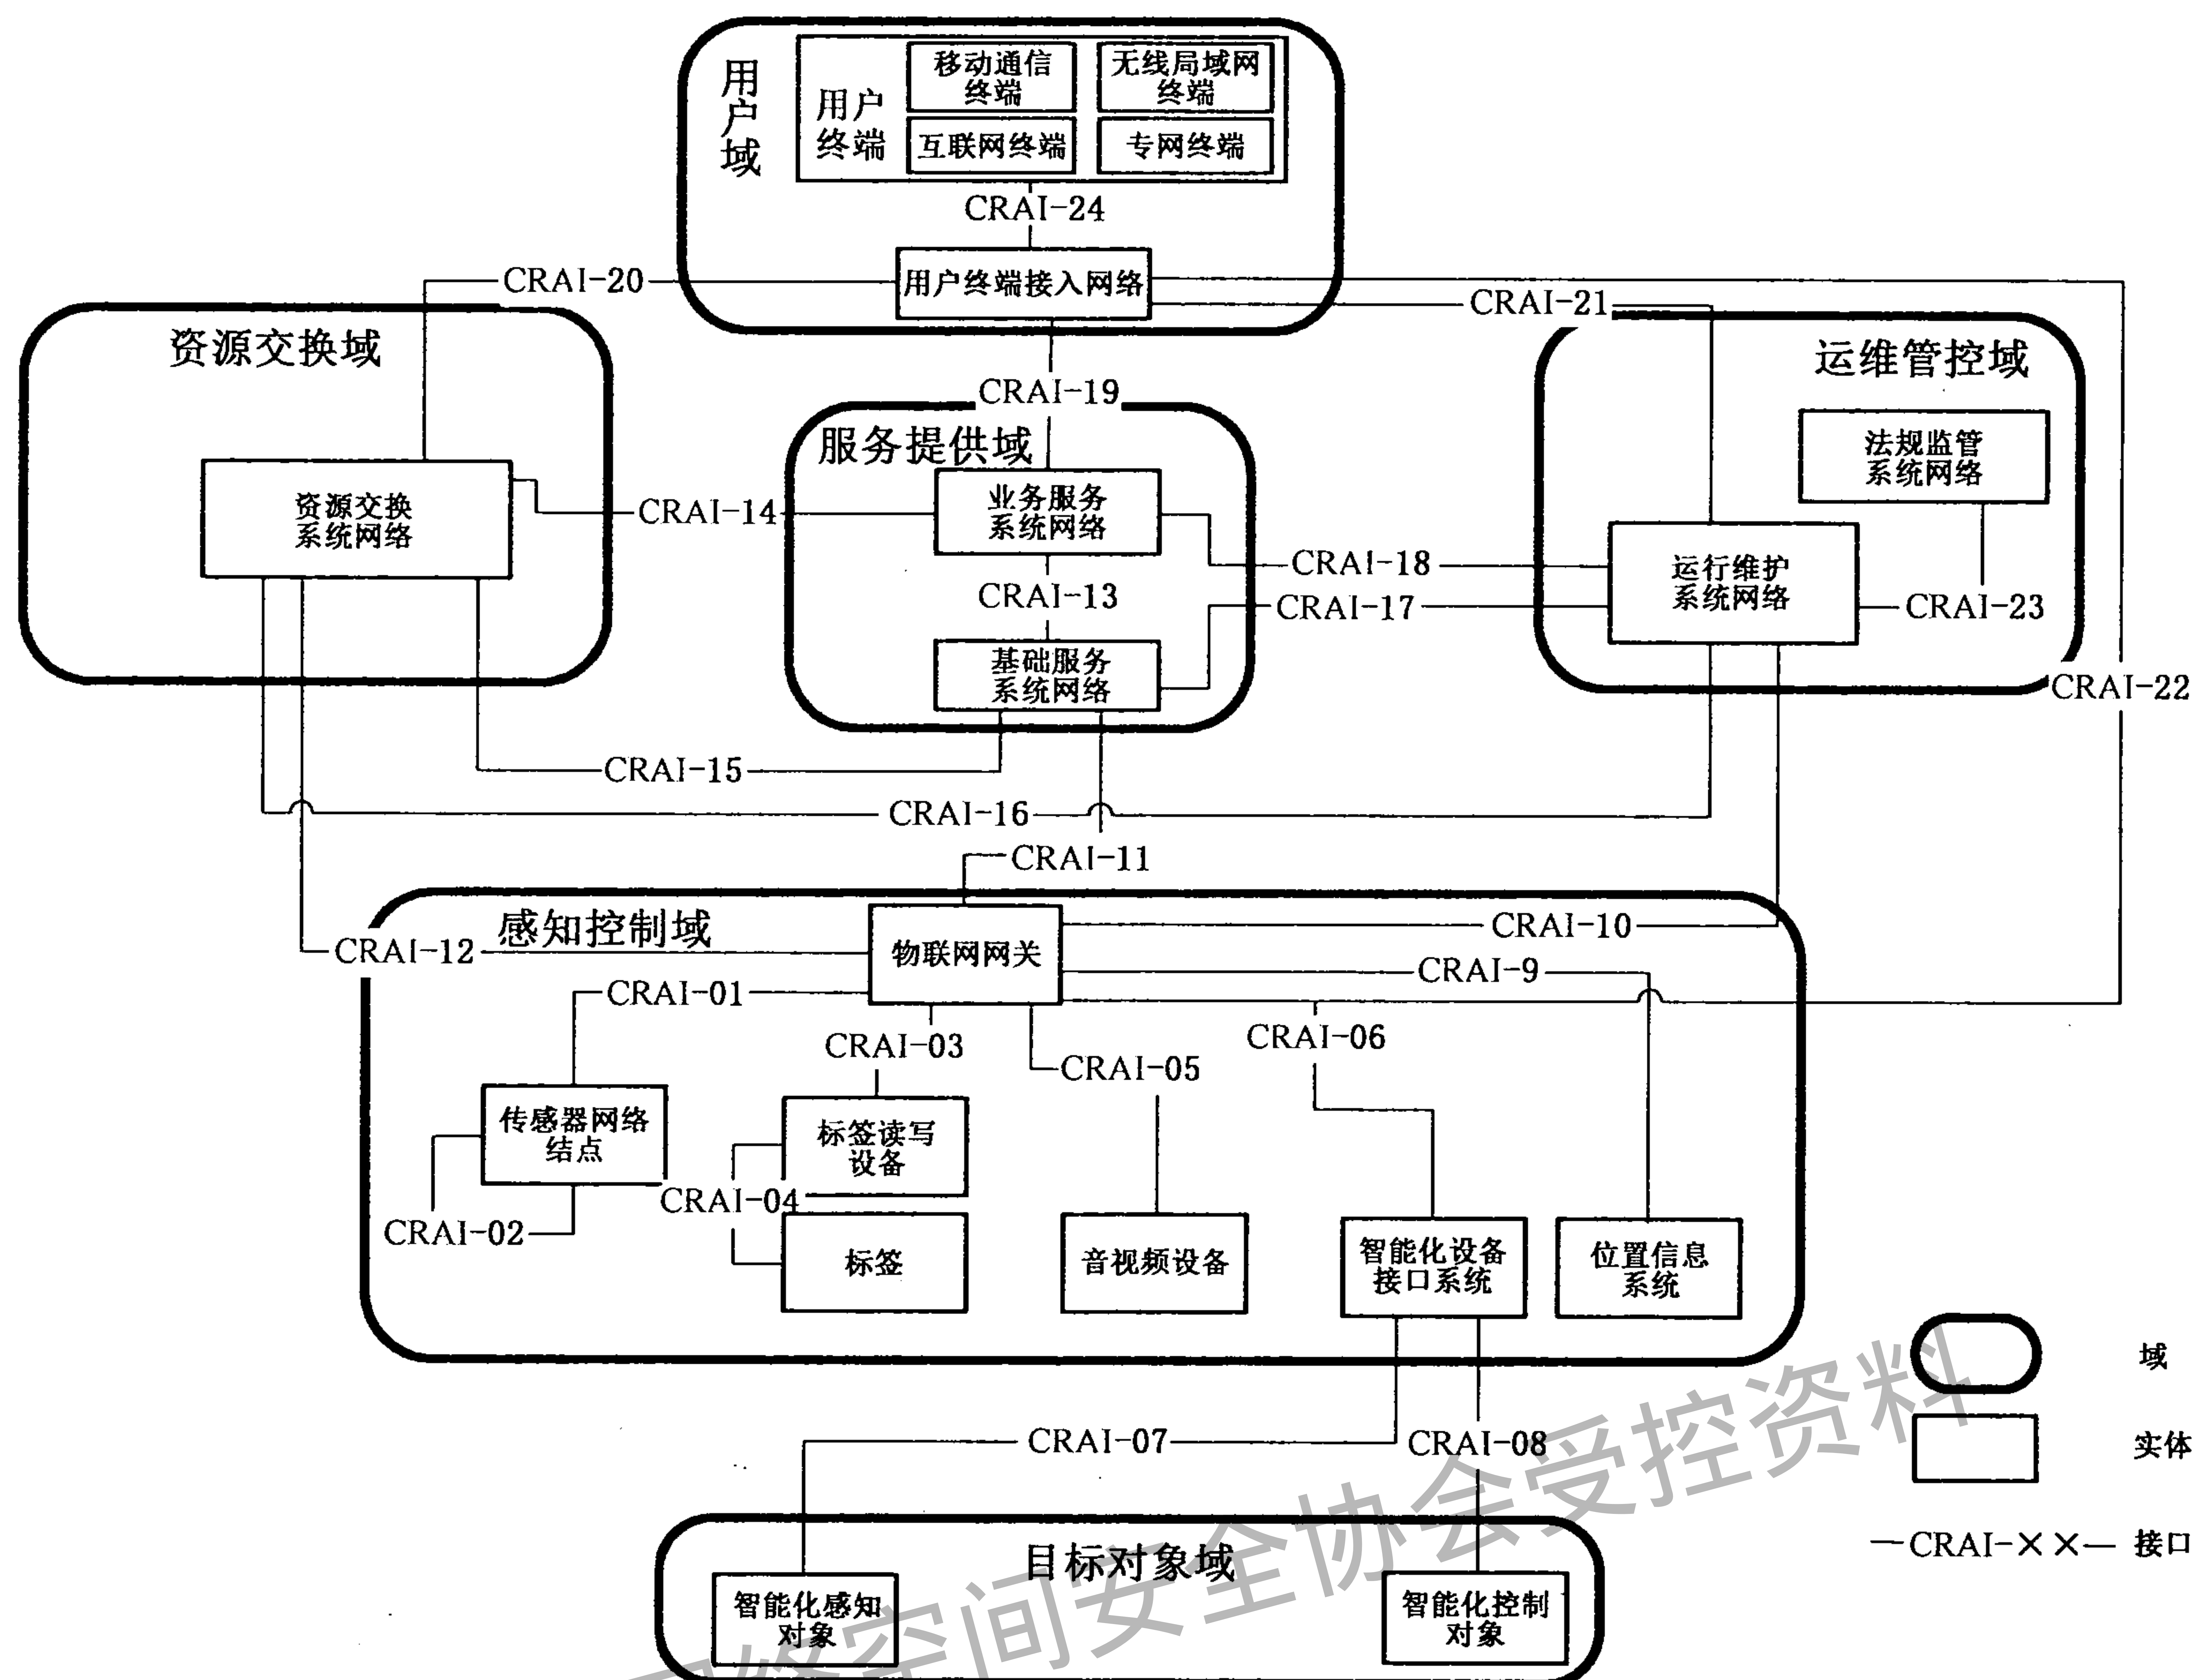 用户域
用户
终端
移动通信
终端
无线局域网
终端
互联网终端
专网终端
CRAI-24
用户终端接入网络
CRAI-20
CRAI-21
资源交换域
运维管控域
CRAI-19
服务提供域
法规监管
系统网络
资源交换
系统网络
CRAI-14
业务服务
系统网络
CRAI-18
运行维护
系统网络
CRAI-13
CRAI-17
CRAI-23
基础服务
系统网络
CRAI-22
CRAI-15
CRAI-16
CRAI-11
感知控制域
物联网网关
CRAI-10
CRAI-12
CRAI-9
CRAI-01
CRAI-03
CRAI-06
CRAI-05
传感器网络
结点
标签读写
设备
CRAI-04
CRAI-02
标签
音视频设备
智能化设备
接口系统
位置信息
系统
域
CRAI-07
CRAI-08
实体
目标对象域
—CRAI-××—
接口
智能化感知
对象
智能化控制
对象
网络空间安全协会受控资料